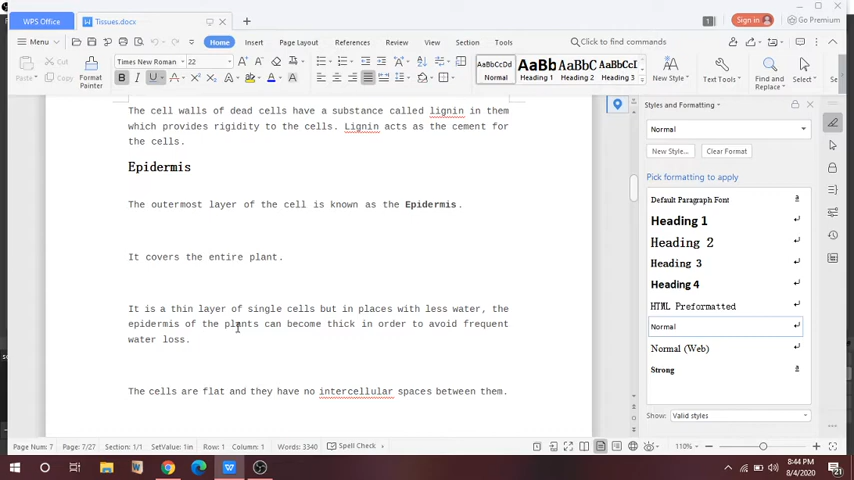 WPS Office
Tissues.docx
1
Sign in
Go Premium
Menu
Home
Insert
Page Layout
References
Review
View
Section
Tools
Click to find commands
Paste
Cut
Copy
Format Painter
Times New Roman
22
AaBbCcDd
Normal
AaBb
Heading 1
AaBbC
Heading 2
AaBbC
Heading 3
New Style...
Text Tools
Find and Replace
Select
The cell walls of dead cells have a substance called lignin in them
which provides rigidity to the cells. Lignin acts as the cement for
the cells.
Epidermis
The outermost layer of the cell is known as the Epidermis.
It covers the entire plant.
It is a thin layer of single cells but in places with less water, the
epidermis of the plants can become thick in order to avoid frequent
water loss.
The cells are flat and they have no intercellular spaces between them.
Styles and Formatting
Normal
New Style...
Clear Format
Pick formatting to apply
Default Paragraph Font
Heading 1
Heading 2
Heading 3
Heading 4
HTML Preformatted
Normal
Normal (Web)
Strong
Show:
Valid styles
Page Num: 7
Page: 7/27
Section: 1/1
SetValue: 1in
Row: 1
Column: 1
Words: 3340
Spell Check
110%
8:44 PM
8/4/2020
21